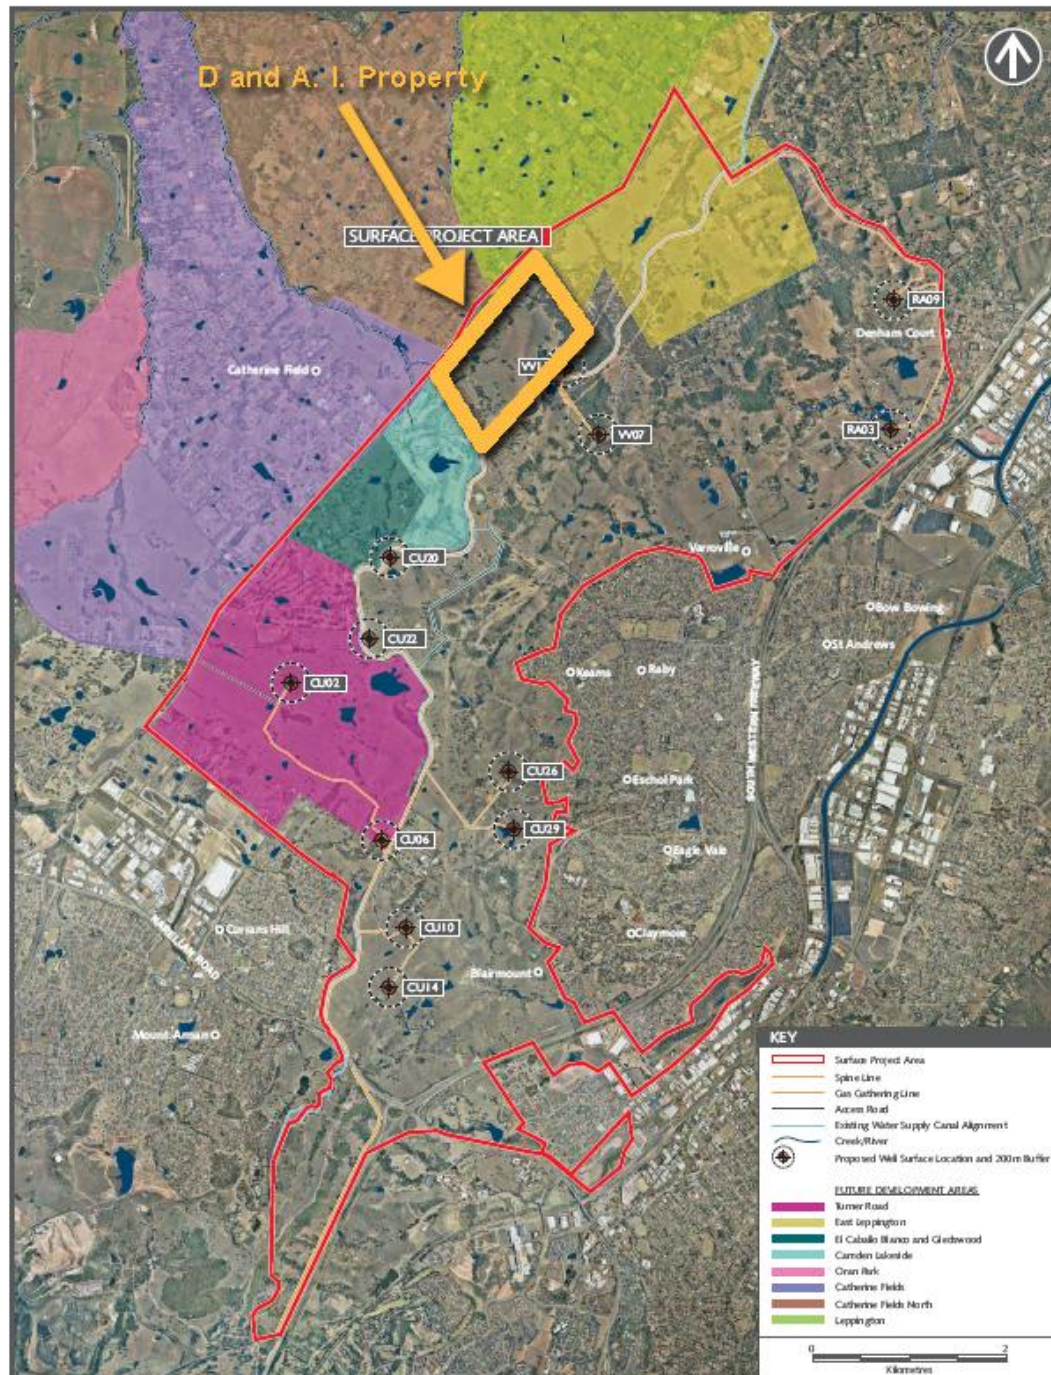 D and A. I. Property
SURFACE PROJECT AREA
RA09
Denham Court
Catherine Field
VV07
RA03
CU20
Varroville
Bow Bowing
CU22
St Andrews
Kearns
Raby
CU02
SOUTH WESTERN FREEWAY
CU26
Eschol Park
CU29
CU06
Eagle Vale
NARELLAN ROAD
Currans Hill
CU10
Claymore
Blairmount
CU14
Mount Annan
KEY
Surface Project Area
Spine Line
Gas Gathering Line
Access Road
Existing Water Supply Canal Alignment
Creek/River
Proposed Well Surface Location and 200m Buffer
FUTURE DEVELOPMENT AREAS
Turner Road
East Leppington
El Caballo Blanco and Gledswood
Camden Lakeside
Oran Park
Catherine Fields
Catherine Fields North
Leppington
0 2
Kilometres